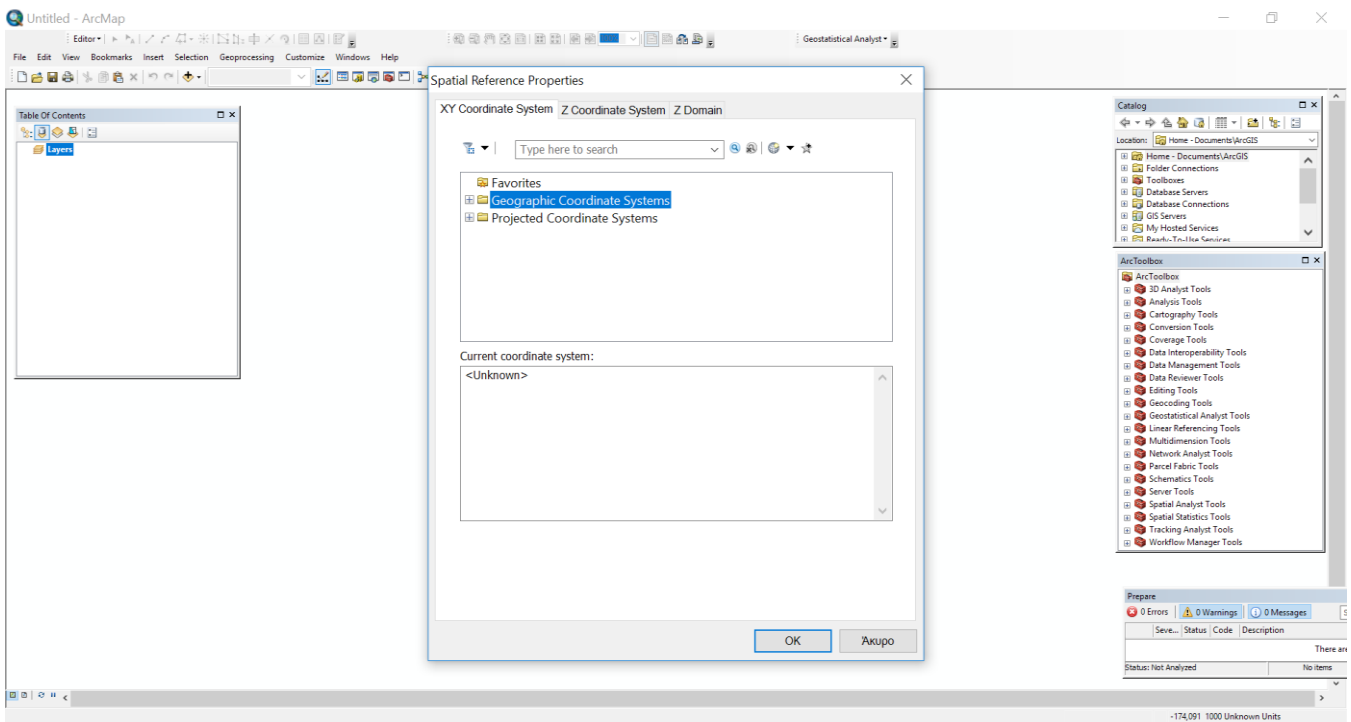 Untitled - ArcMap
Editor
Geostatistical Analyst
File Edit View Bookmarks Insert Selection Geoprocessing Customize Windows Help
Table Of Contents
Layers
Spatial Reference Properties
XY Coordinate System Z Coordinate System Z Domain
Type here to search
Favorites
Geographic Coordinate Systems
Projected Coordinate Systems
Current coordinate system:
<Unknown>
OK Άκυρο
Catalog
Location: Home - Documents\ArcGIS
Home - Documents\ArcGIS
Folder Connections
Toolboxes
Database Servers
Database Connections
GIS Servers
My Hosted Services
Ready-To-Use Services
ArcToolbox
ArcToolbox
3D Analyst Tools
Analysis Tools
Cartography Tools
Conversion Tools
Coverage Tools
Data Interoperability Tools
Data Management Tools
Data Reviewer Tools
Editing Tools
Geocoding Tools
Geostatistical Analyst Tools
Linear Referencing Tools
Multidimension Tools
Network Analyst Tools
Parcel Fabric Tools
Schematics Tools
Server Tools
Spatial Analyst Tools
Spatial Statistics Tools
Tracking Analyst Tools
Workflow Manager Tools
Prepare
0 Errors 0 Warnings 0 Messages S
Seve... Status Code Description
There are
Status: Not Analyzed No items
-174,091 1000 Unknown Units